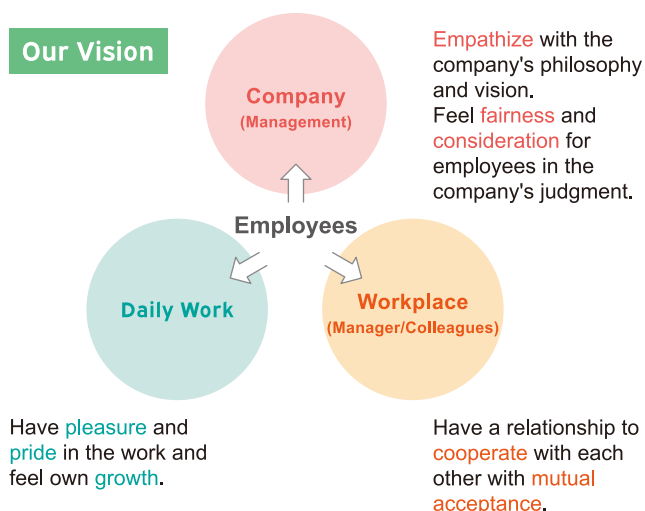 Our Vision
Company
(Management)
Empathize with the
company's philosophy
and vision.
Feel fairness and
consideration for
employees in the
company's judgment.
Employees
Daily Work
Workplace
(Manager/Colleagues)
Have pleasure and
pride in the work and
feel own growth.
Have a relationship to
cooperate with each
other with mutual
acceptance.